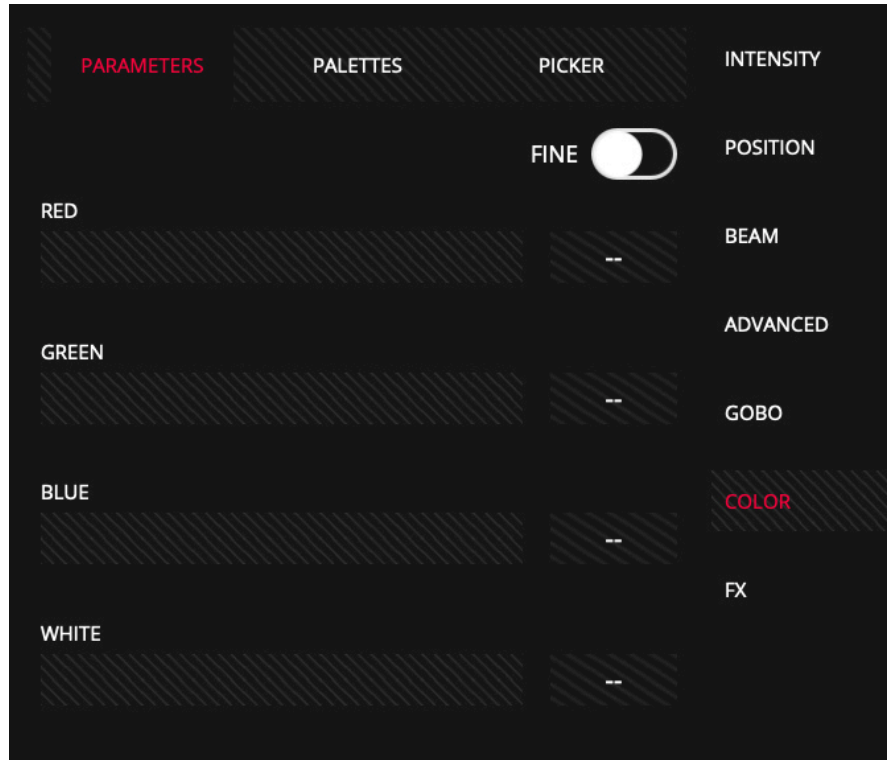 PARAMETERS PALETTES PICKER
FINE
RED
--
GREEN
--
BLUE
--
WHITE
--
INTENSITY
POSITION
BEAM
ADVANCED
GOBO
COLOR
FX